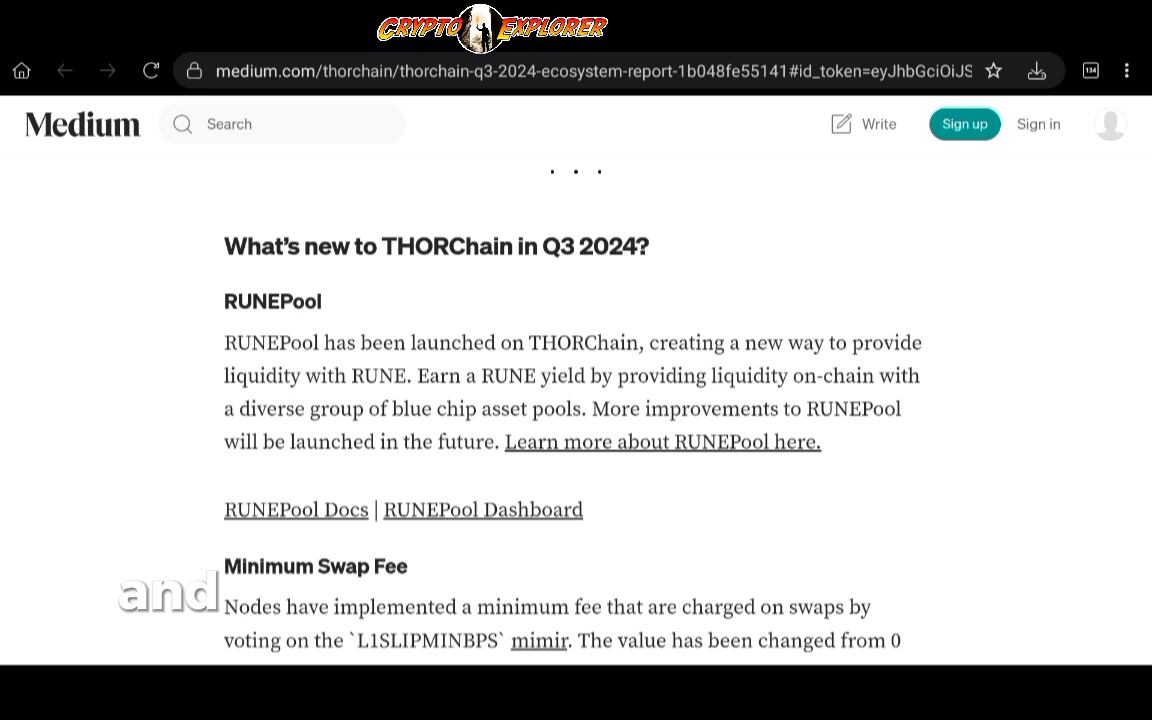 CRYPTO EXPLORER
medium.com/thorchain/thorchain-q3-2024-ecosystem-report-1b048fe55141#id_token=eyJhbGciOiJS
134
Medium
Search
Write
Sign up
Sign in
. . .
What's new to THORChain in Q3 2024?
RUNEPool
RUNEPool has been launched on THORChain, creating a new way to provide
liquidity with RUNE. Earn a RUNE yield by providing liquidity on-chain with
a diverse group of blue chip asset pools. More improvements to RUNEPool
will be launched in the future. Learn more about RUNEPool here.
RUNEPool Docs | RUNEPool Dashboard
Minimum Swap Fee
and
Nodes have implemented a minimum fee that are charged on swaps by
voting on the `L1SLIPMINBPS` mimir. The value has been changed from 0